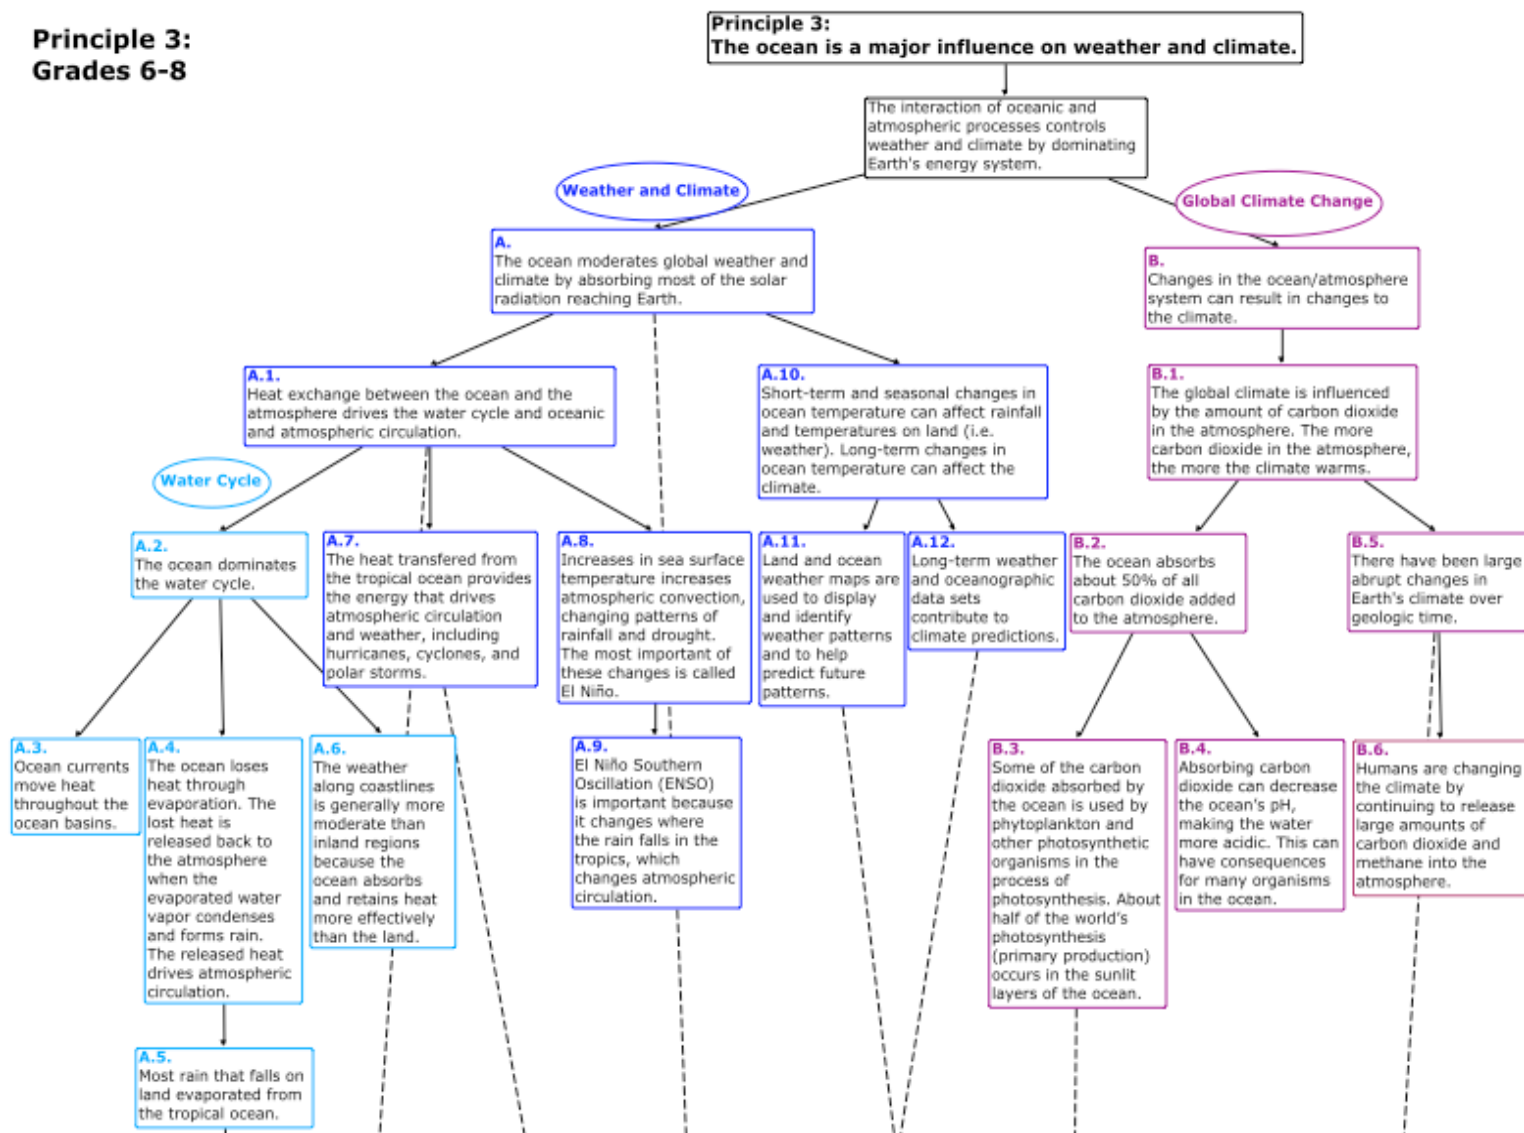 Principle 3:
Grades 6-8
Principle 3:
The ocean is a major influence on weather and climate.
The interaction of oceanic and
atmospheric processes controls
weather and climate by dominating
Earth's energy system.
Weather and Climate
Global Climate Change
A.
The ocean moderates global weather and
climate by absorbing most of the solar
radiation reaching Earth.
B.
Changes in the ocean/atmosphere
system can result in changes to
the climate.
A.1.
Heat exchange between the ocean and the
atmosphere drives the water cycle and oceanic
and atmospheric circulation.
A.10.
Short-term and seasonal changes in
ocean temperature can affect rainfall
and temperatures on land (i.e.
weather). Long-term changes in
ocean temperature can affect the
climate.
B.1.
The global climate is influenced
by the amount of carbon dioxide
in the atmosphere. The more
carbon dioxide in the atmosphere,
the more the climate warms.
Water Cycle
A.2.
The ocean dominates
the water cycle.
A.7.
The heat transfered from
the tropical ocean provides
the energy that drives
atmospheric circulation
and weather, including
hurricanes, cyclones, and
polar storms.
A.8.
Increases in sea surface
temperature increases
atmospheric convection,
changing patterns of
rainfall and drought.
The most important of
these changes is called
El Niño.
A.11.
Land and ocean
weather maps are
used to display
and identify
weather patterns
and to help
predict future
patterns.
A.12.
Long-term weather
and oceanographic
data sets
contribute to
climate predictions.
B.2.
The ocean absorbs
about 50% of all
carbon dioxide added
to the atmosphere.
B.5.
There have been large
abrupt changes in
Earth's climate over
geologic time.
A.3.
Ocean currents
move heat
throughout the
ocean basins.
A.4.
The ocean loses
heat through
evaporation. The
lost heat is
released back to
the atmosphere
when the
evaporated water
vapor condenses
and forms rain.
The released heat
drives atmospheric
circulation.
A.6.
The weather
along coastlines
is generally more
moderate than
inland regions
because the
ocean absorbs
and retains heat
more effectively
than the land.
A.9.
El Niño Southern
Oscillation (ENSO)
is important because
it changes where
the rain falls in the
tropics, which
changes atmospheric
circulation.
B.3.
Some of the carbon
dioxide absorbed by
the ocean is used by
phytoplankton and
other photosynthetic
organisms in the
process of
photosynthesis. About
half of the world's
photosynthesis
(primary production)
occurs in the sunlit
layers of the ocean.
B.4.
Absorbing carbon
dioxide can decrease
the ocean's pH,
making the water
more acidic. This can
have consequences
for many organisms
in the ocean.
B.6.
Humans are changing
the climate by
continuing to release
large amounts of
carbon dioxide and
methane into the
atmosphere.
A.5.
Most rain that falls on
land evaporated from
the tropical ocean.